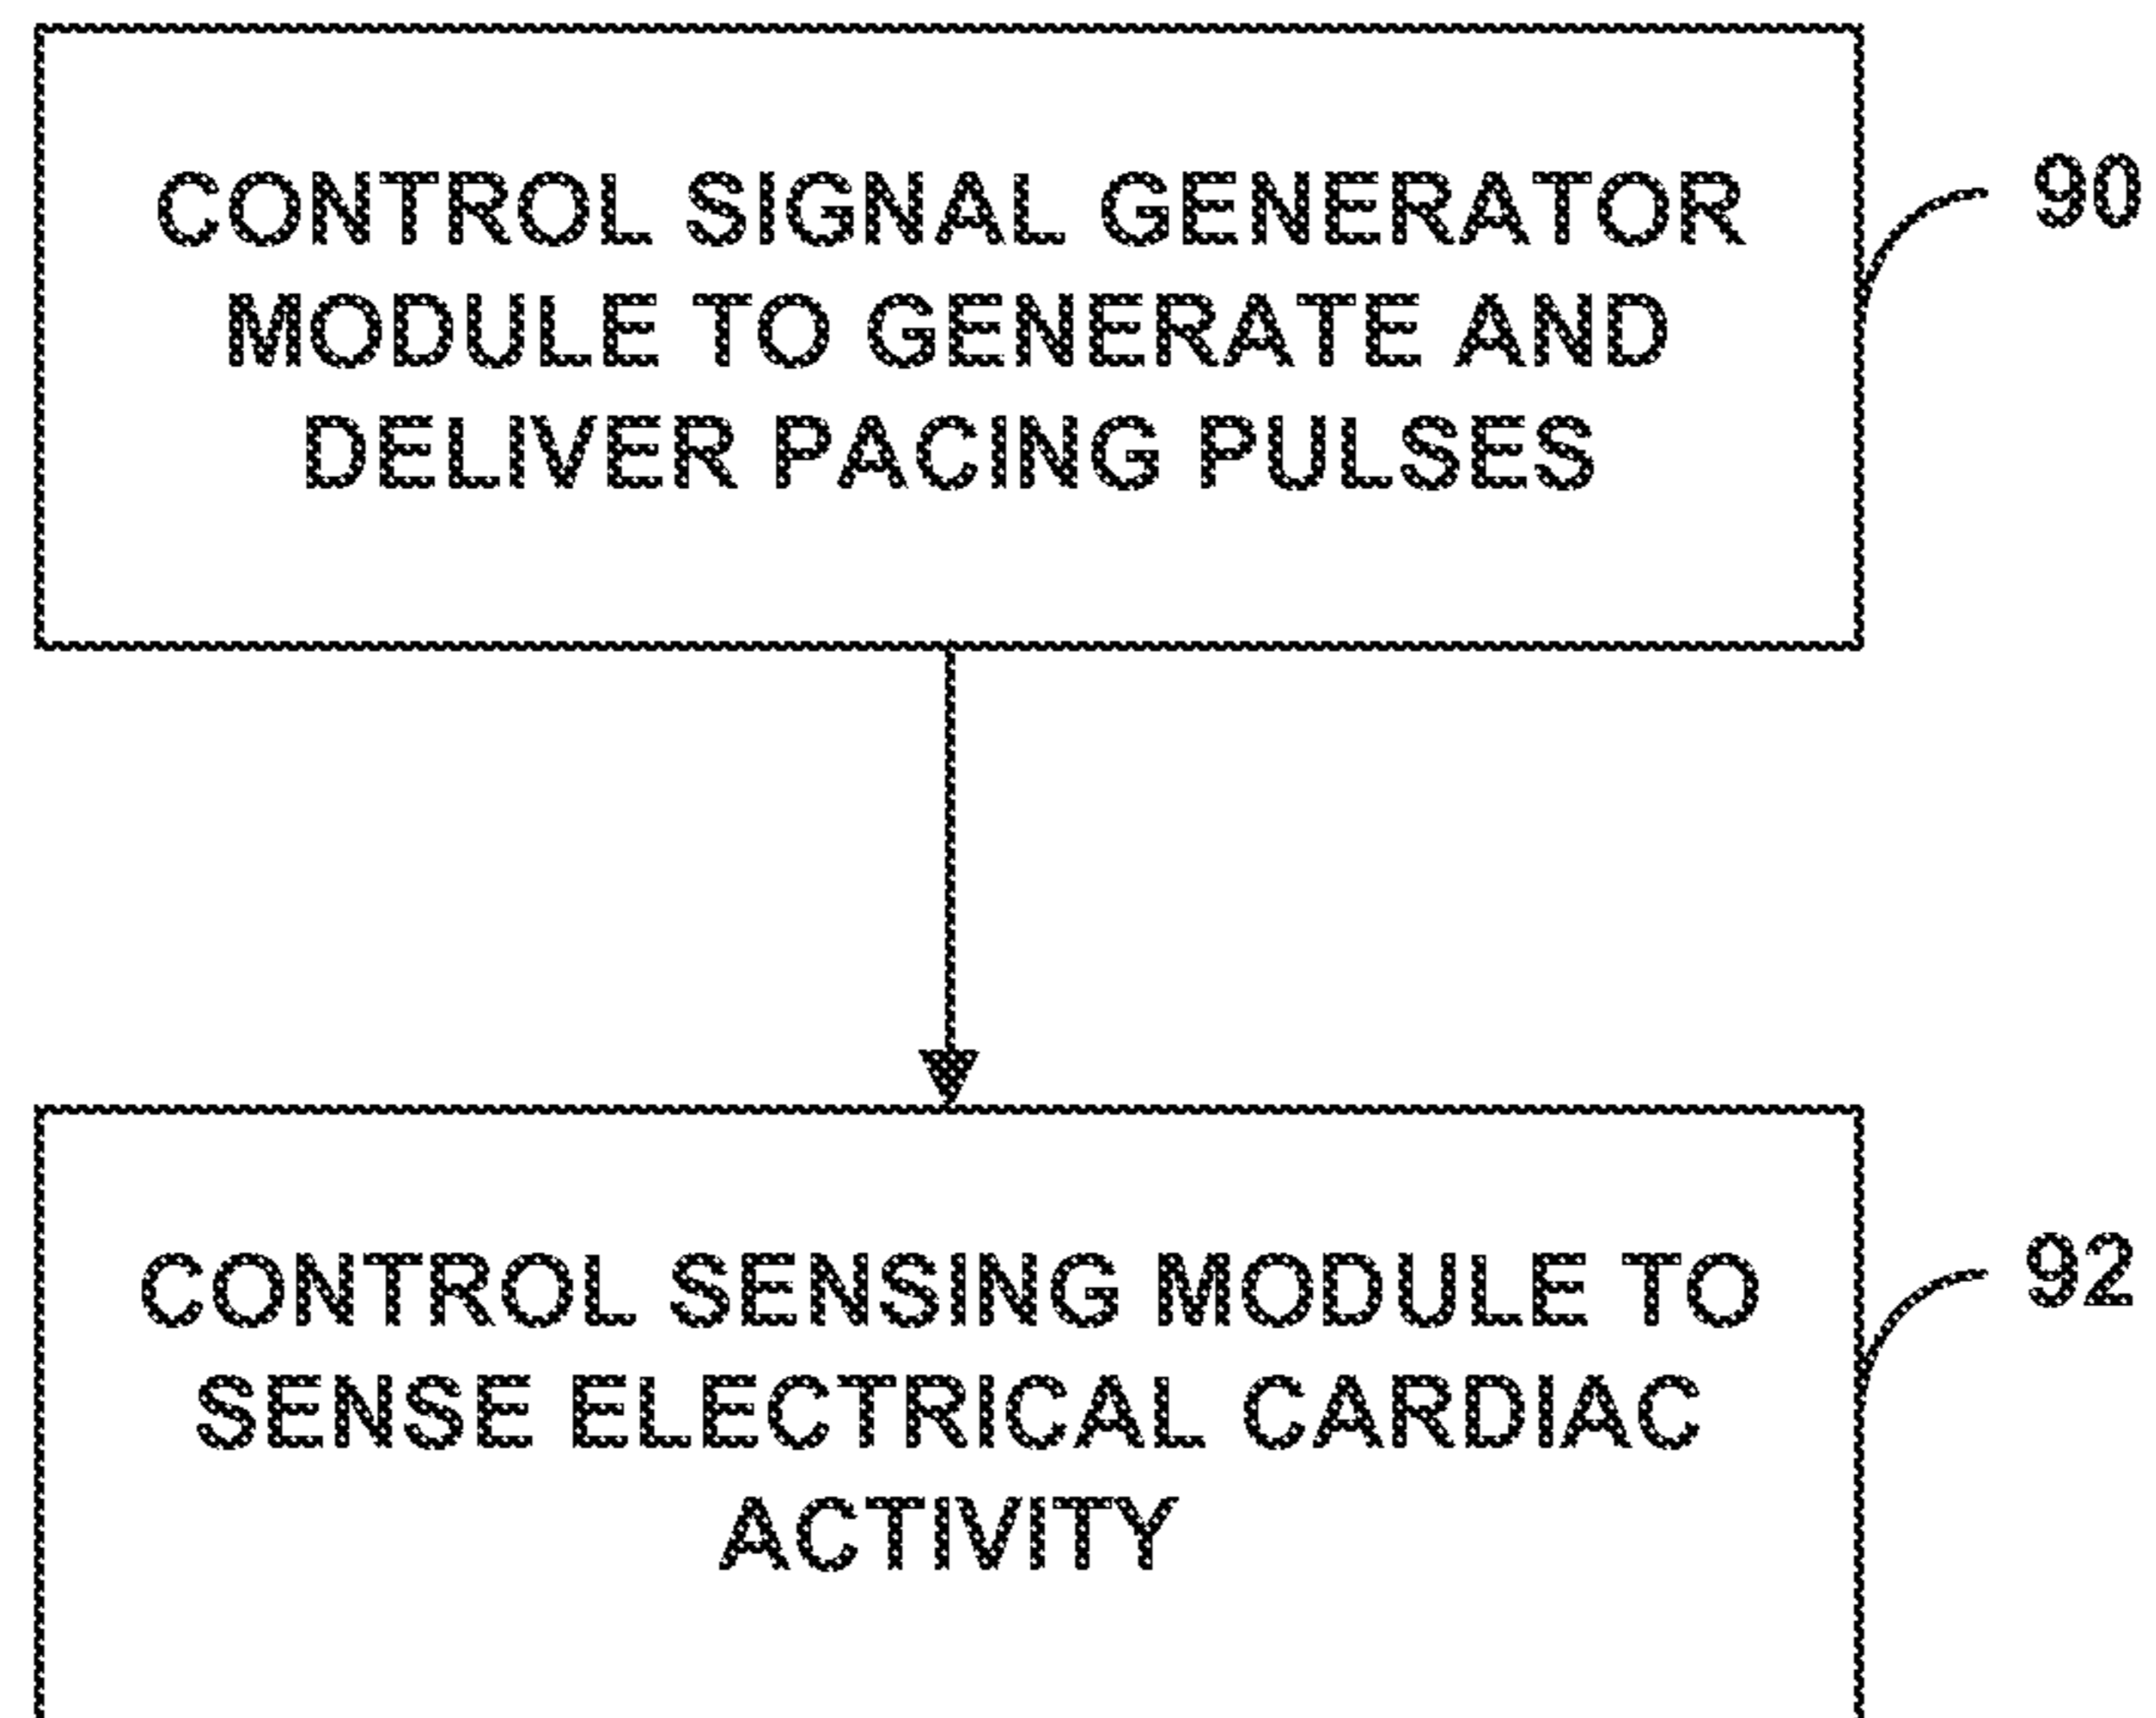 CONTROL SIGNAL GENERATOR
MODULE TO GENERATE AND
DELIVER PACING PULSES
90
CONTROL SENSING MODULE TO
SENSE ELECTRICAL CARDIAC
ACTIVITY
92